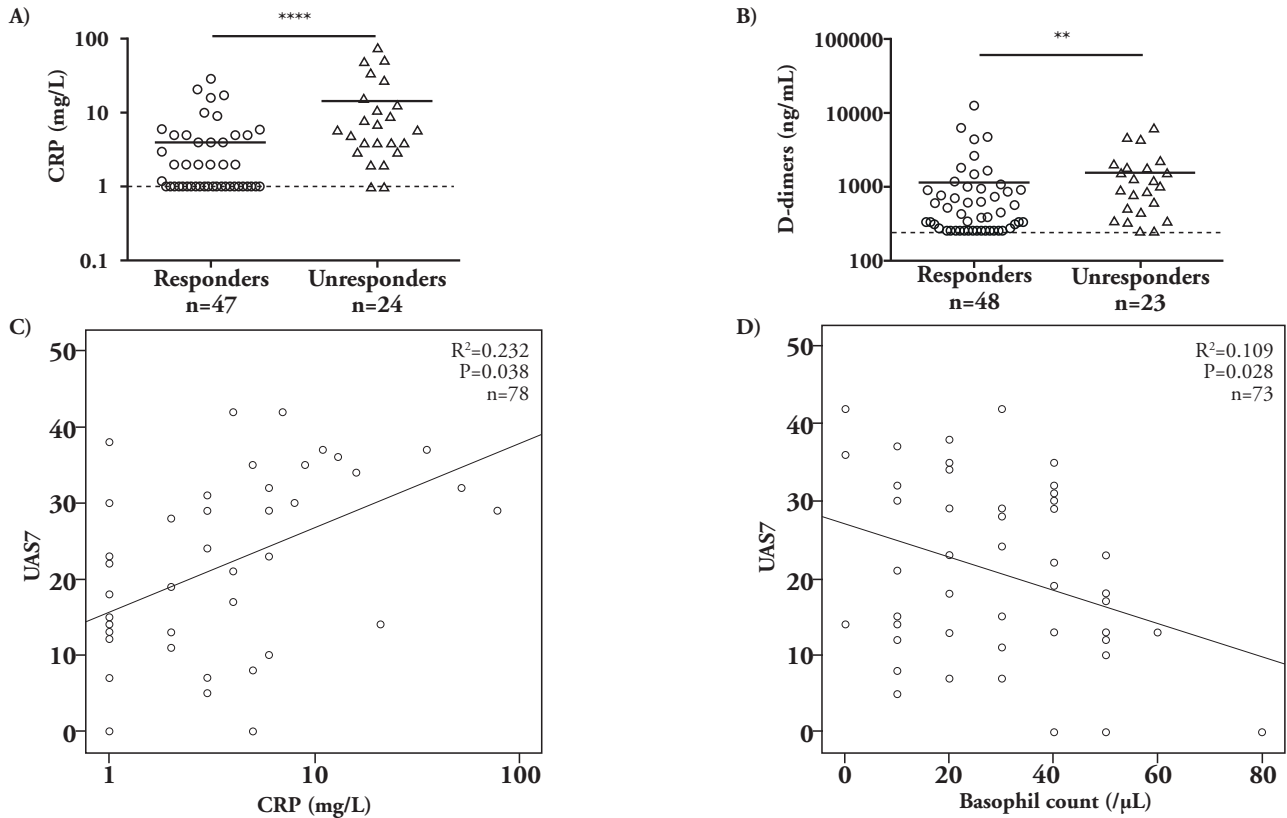 A)
****
100
10
1
0.1
CRP (mg/L)
Responders
n=47
Unresponders
n=24
B)
**
100000
10000
1000
100
D-dimers (ng/mL)
Responders
n=48
Unresponders
n=23
C)
R²=0.232
P=0.038
n=78
50
40
30
20
10
0
UAS7
1
10
100
CRP (mg/L)
D)
R²=0.109
P=0.028
n=73
50
40
30
20
10
0
UAS7
0
20
40
60
80
Basophil count (/µL)